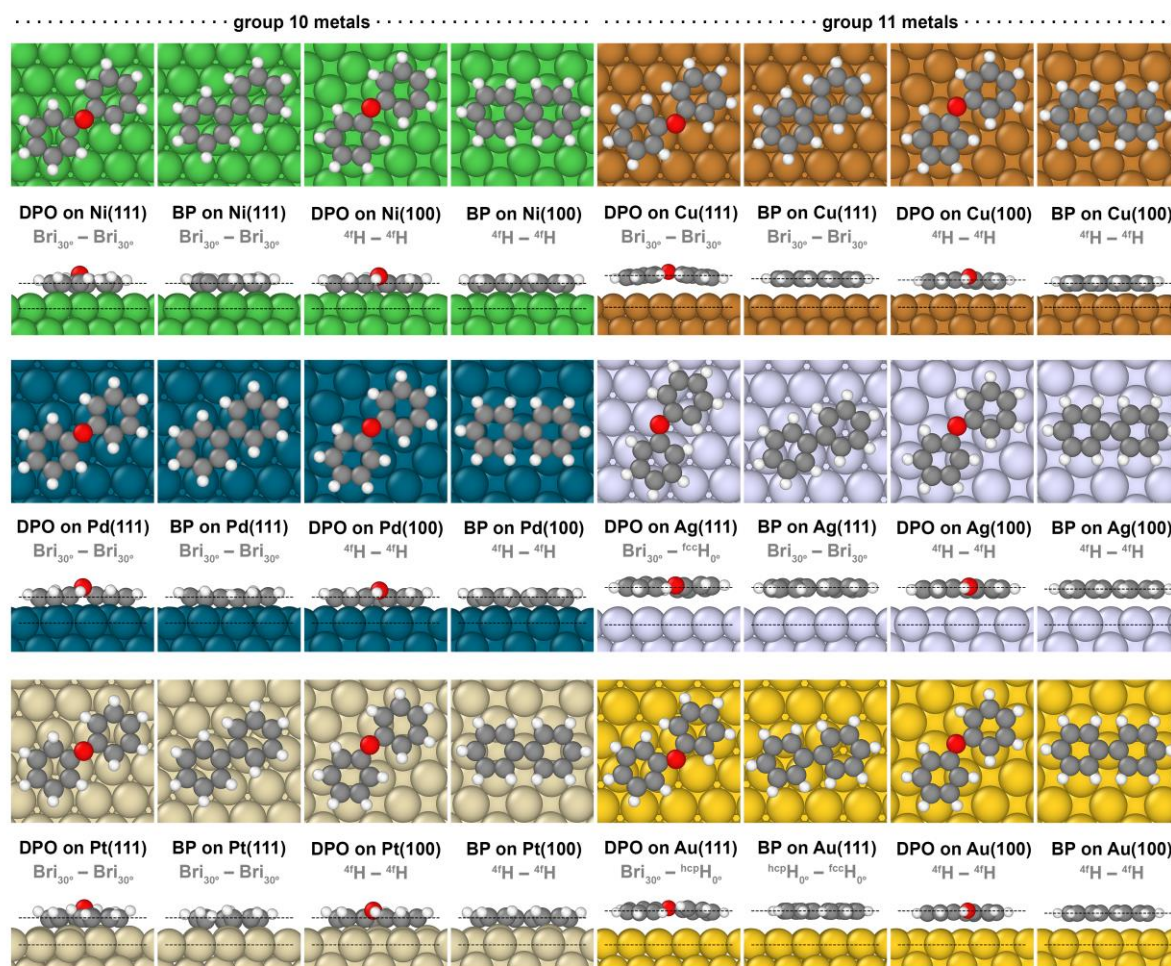 group 10 metals group 11 metals
DPO on Ni(111) BP on Ni(111) DPO on Ni(100) BP on Ni(100) DPO on Cu(111) BP on Cu(111) DPO on Cu(100) BP on Cu(100)
Bri30° – Bri30° Bri30° – Bri30° 4fH – 4fH 4fH – 4fH Bri30° – Bri30° Bri30° – Bri30° 4fH – 4fH 4fH – 4fH
DPO on Pd(111) BP on Pd(111) DPO on Pd(100) BP on Pd(100) DPO on Ag(111) BP on Ag(111) DPO on Ag(100) BP on Ag(100)
Bri30° – Bri30° Bri30° – Bri30° 4fH – 4fH 4fH – 4fH Bri30° – fccH0° Bri30° – Bri30° 4fH – 4fH 4fH – 4fH
DPO on Pt(111) BP on Pt(111) DPO on Pt(100) BP on Pt(100) DPO on Au(111) BP on Au(111) DPO on Au(100) BP on Au(100)
Bri30° – Bri30° Bri30° – Bri30° 4fH – 4fH 4fH – 4fH Bri30° – hcpH0° hcpH0° – fccH0° 4fH – 4fH 4fH – 4fH